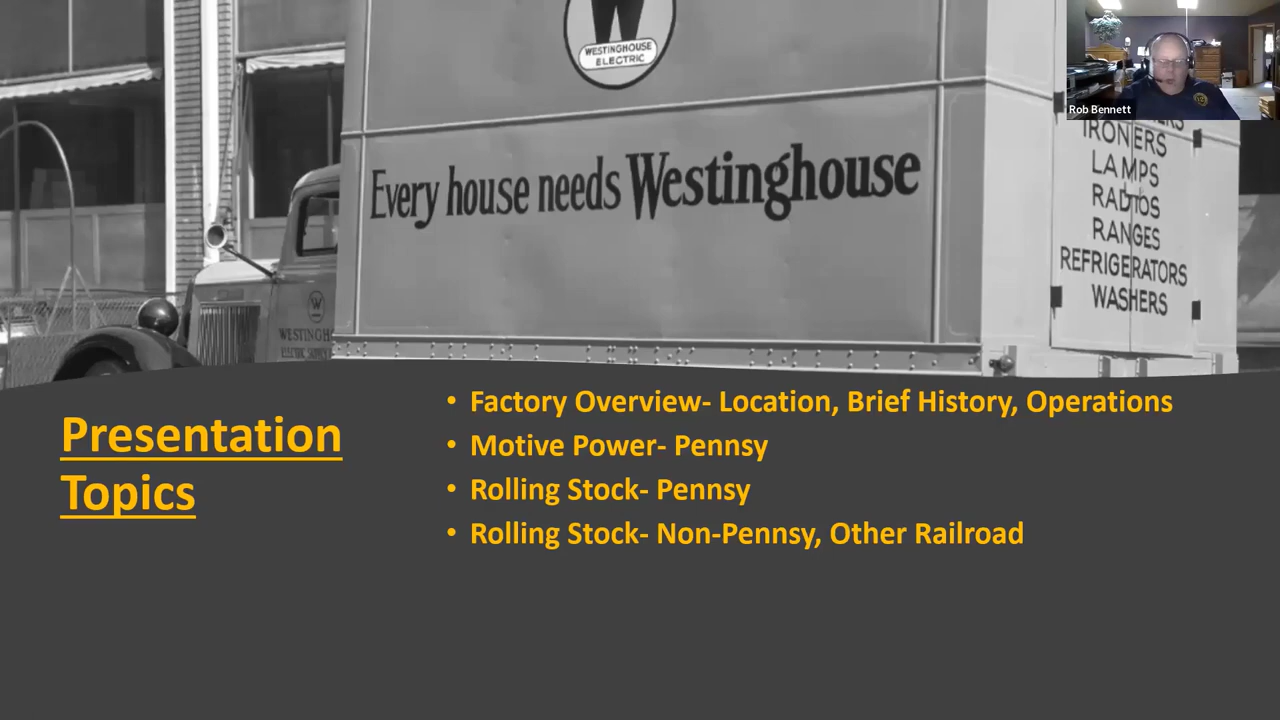 WESTINGHOUSE
ELECTRIC
Every house needs Westinghouse
IRONERS
LAMPS
RADIOS
RANGES
REFRIGERATORS
WASHERS
Rob Bennett
Presentation
Topics
• Factory Overview- Location, Brief History, Operations
• Motive Power- Pennsy
• Rolling Stock- Pennsy
• Rolling Stock- Non-Pennsy, Other Railroad